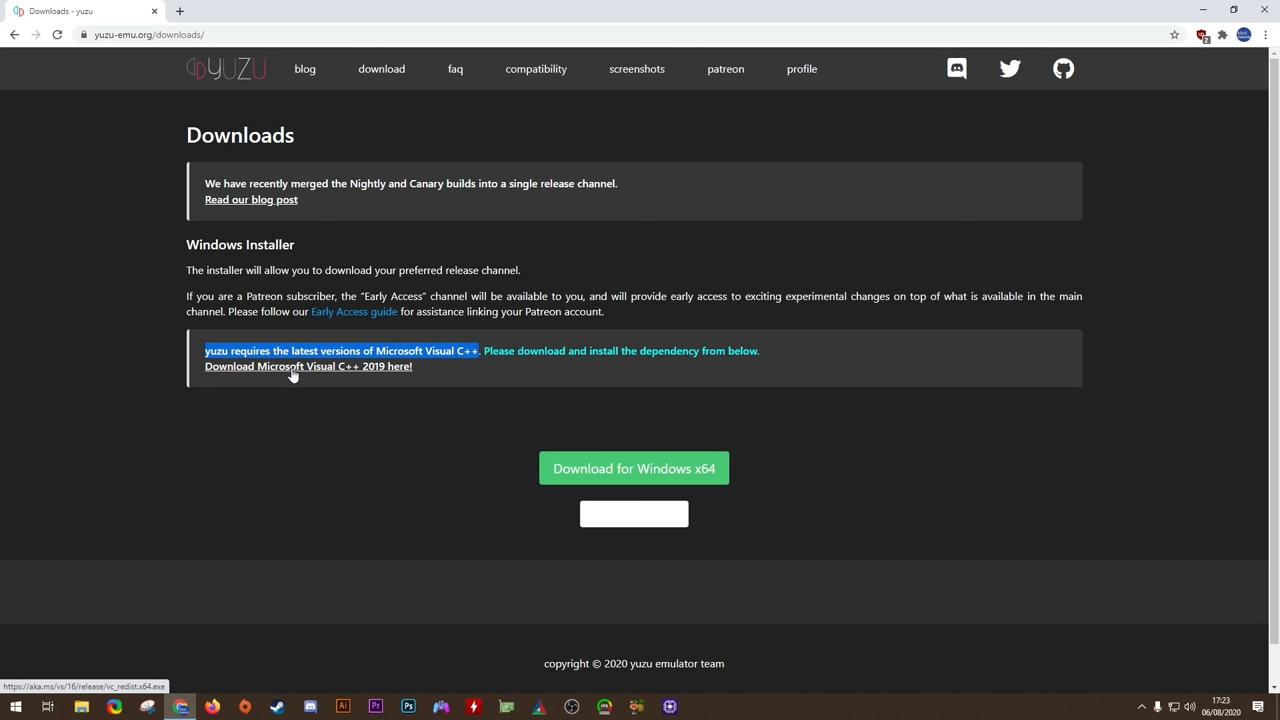 Downloads - yuzu
yuzu-emu.org/downloads/
YUZU
blog
download
faq
compatibility
screenshots
patreon
profile
Downloads
We have recently merged the Nightly and Canary builds into a single release channel.
Read our blog post
Windows Installer
The installer will allow you to download your preferred release channel.
If you are a Patreon subscriber, the "Early Access" channel will be available to you, and will provide early access to exciting experimental changes on top of what is available in the main
channel. Please follow our Early Access guide for assistance linking your Patreon account.
yuzu requires the latest versions of Microsoft Visual C++. Please download and install the dependency from below.
Download Microsoft Visual C++ 2019 here!
Download for Windows x64
copyright © 2020 yuzu emulator team
https://aka.ms/vs/16/release/vc_redist.x64.exe
Ai
Pr
Ps
17:23
06/08/2020